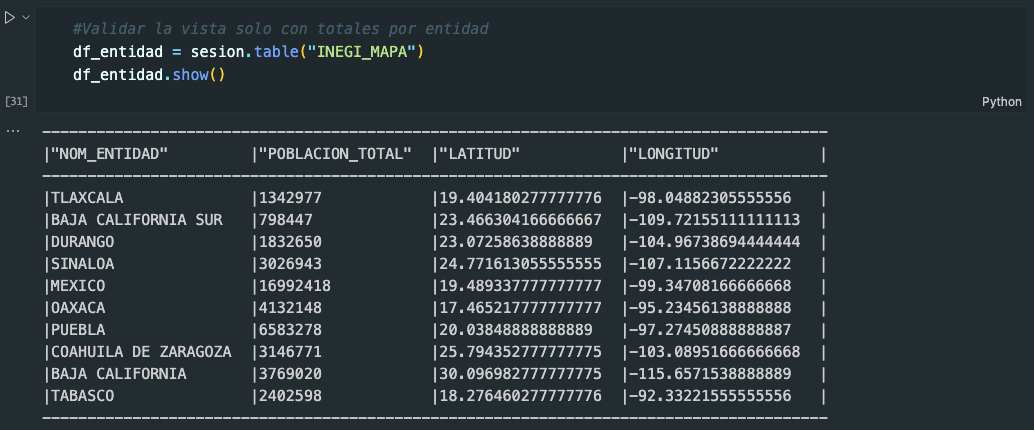 #Validar la vista solo con totales por entidad
df_entidad = sesion.table("INEGI_MAPA")
df_entidad.show()
[31]
Python
...
|"NOM_ENTIDAD" |"POBLACION_TOTAL" |"LATITUD" |"LONGITUD" |
|TLAXCALA |1342977 |19.404180277777776 |-98.04882305555556 |
|BAJA CALIFORNIA SUR |798447 |23.466304166666667 |-109.72155111111113 |
|DURANGO |1832650 |23.07258638888889 |-104.96738694444444 |
|SINALOA |3026943 |24.771613055555555 |-107.1156672222222 |
|MEXICO |16992418 |19.489337777777777 |-99.34708166666668 |
|OAXACA |4132148 |17.465217777777777 |-95.23456138888888 |
|PUEBLA |6583278 |20.03848888888889 |-97.27450888888887 |
|COAHUILA DE ZARAGOZA |3146771 |25.794352777777775 |-103.08951666666668 |
|BAJA CALIFORNIA |3769020 |30.096982777777775 |-115.6571538888889 |
|TABASCO |2402598 |18.276460277777776 |-92.33221555555556 |